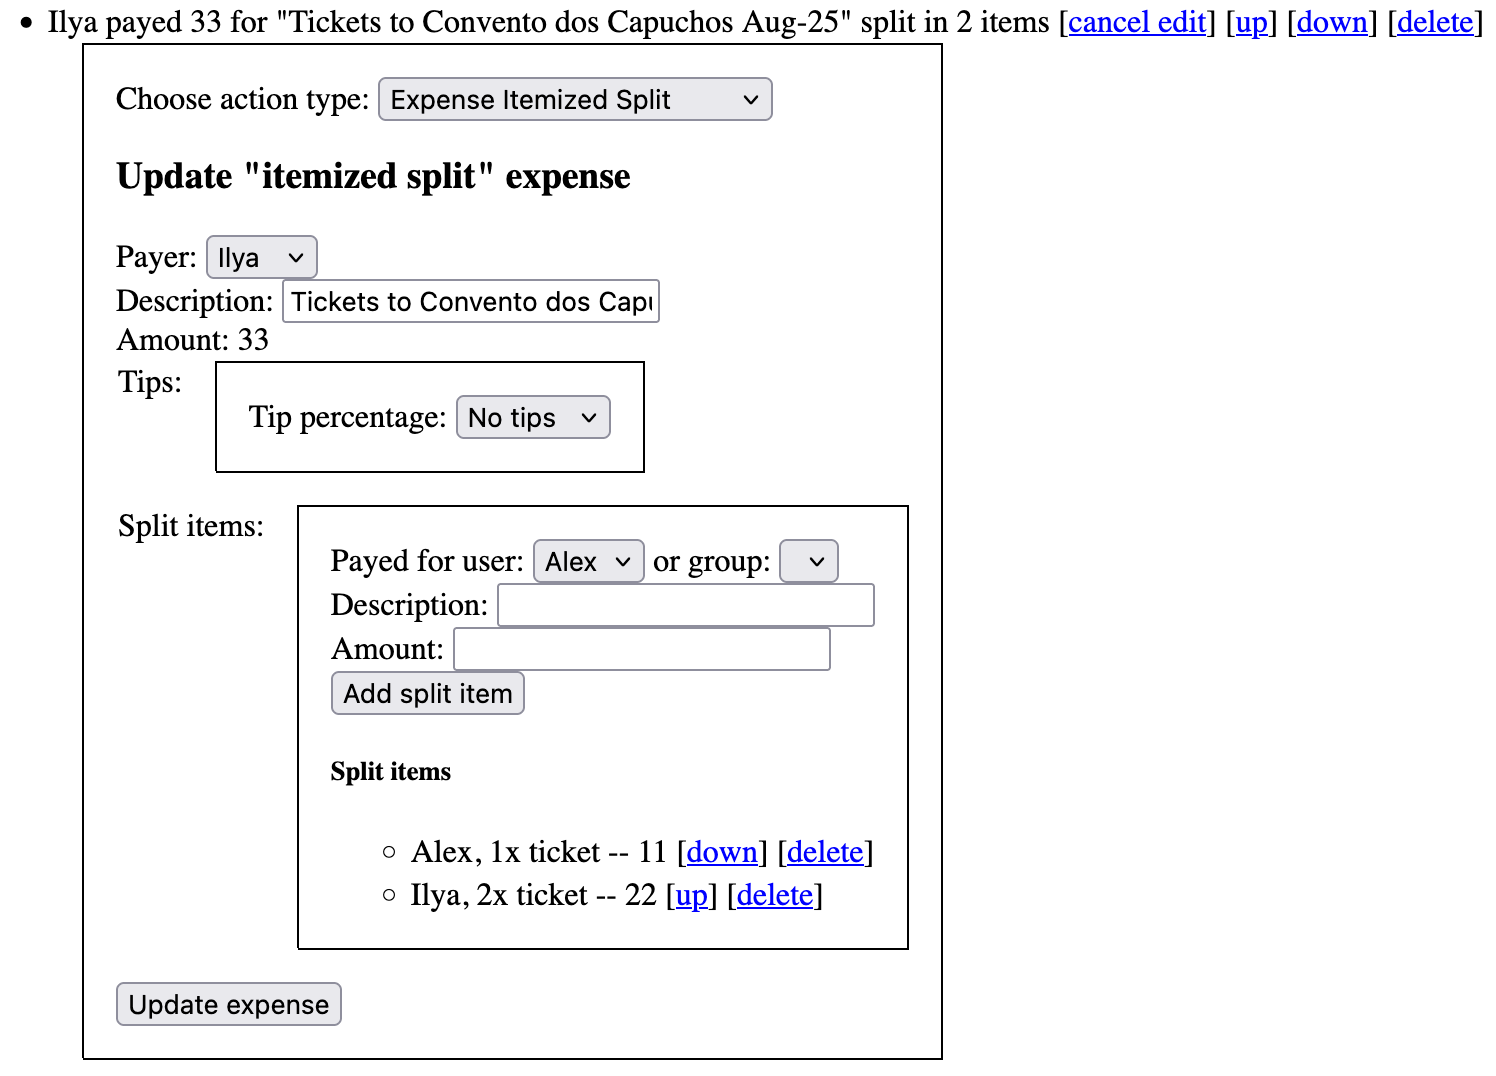 Ilya payed 33 for "Tickets to Convento dos Capuchos Aug-25" split in 2 items [cancel edit] [up] [down] [delete]
Choose action type: Expense Itemized Split
Update "itemized split" expense
Payer: Ilya
Description: Tickets to Convento dos Capu
Amount: 33
Tips:
Tip percentage: No tips
Split items:
Payed for user: Alex or group:
Description:
Amount:
Add split item
Split items
Alex, 1x ticket -- 11 [down] [delete]
Ilya, 2x ticket -- 22 [up] [delete]
Update expense